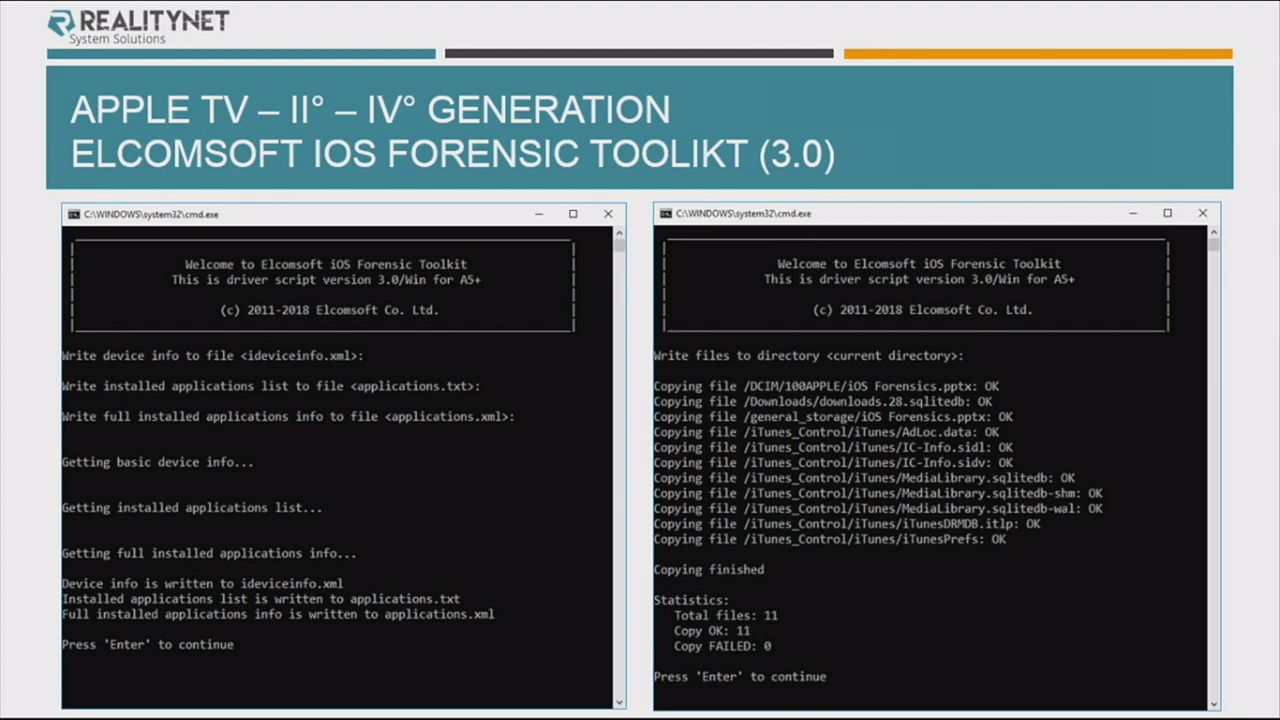 REALITYNET
System Solutions
APPLE TV – II° – IV° GENERATION
ELCOMSOFT IOS FORENSIC TOOLIKT (3.0)
C:\WINDOWS\system32\cmd.exe
Welcome to Elcomsoft iOS Forensic Toolkit
This is driver script version 3.0/Win for A5+
(c) 2011-2018 Elcomsoft Co. Ltd.
Write device info to file <ideviceinfo.xml>:
Write installed applications list to file <applications.txt>:
Write full installed applications info to file <applications.xml>:
Getting basic device info...
Getting installed applications list...
Getting full installed applications info...
Device info is written to ideviceinfo.xml
Installed applications list is written to applications.txt
Full installed applications info is written to applications.xml
Press 'Enter' to continue
C:\WINDOWS\system32\cmd.exe
Welcome to Elcomsoft iOS Forensic Toolkit
This is driver script version 3.0/Win for A5+
(c) 2011-2018 Elcomsoft Co. Ltd.
Write files to directory <current directory>:
Copying file /DCIM/100APPLE/iOS Forensics.pptx: OK
Copying file /Downloads/downloads.28.sqlitedb: OK
Copying file /general_storage/iOS Forensics.pptx: OK
Copying file /iTunes_Control/iTunes/AdLoc.data: OK
Copying file /iTunes_Control/iTunes/IC-Info.sidl: OK
Copying file /iTunes_Control/iTunes/IC-Info.sidv: OK
Copying file /iTunes_Control/iTunes/MediaLibrary.sqlitedb: OK
Copying file /iTunes_Control/iTunes/MediaLibrary.sqlitedb-shm: OK
Copying file /iTunes_Control/iTunes/MediaLibrary.sqlitedb-wal: OK
Copying file /iTunes_Control/iTunes/iTunesDRMDB.itlp: OK
Copying file /iTunes_Control/iTunes/iTunesPrefs: OK
Copying finished
Statistics:
Total files: 11
Copy OK: 11
Copy FAILED: 0
Press 'Enter' to continue